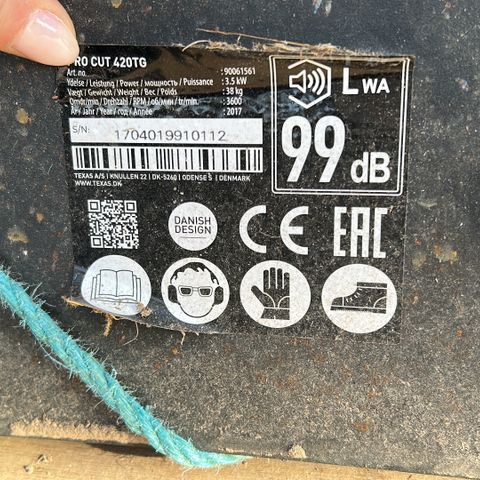 RO CUT 420TG
Art. no. : 90061561
Ydelse / Leistung / Power / мощность / Puissance : 3.5 kW
Vægt / Gewicht / Weight / Вес / Poids : 38 kg
Omdr/min / Drehzahl / RPM / об/мин / tr/min. : 3600
År / Jahr / Year / год / Année : 2017
S/N: 1704019910112
TEXAS A/S | KNULLEN 22 | DK-5260 | ODENSE S | DENMARK
WWW.TEXAS.DK
LWA
99 dB
DANISH
DESIGN
CE
EAC